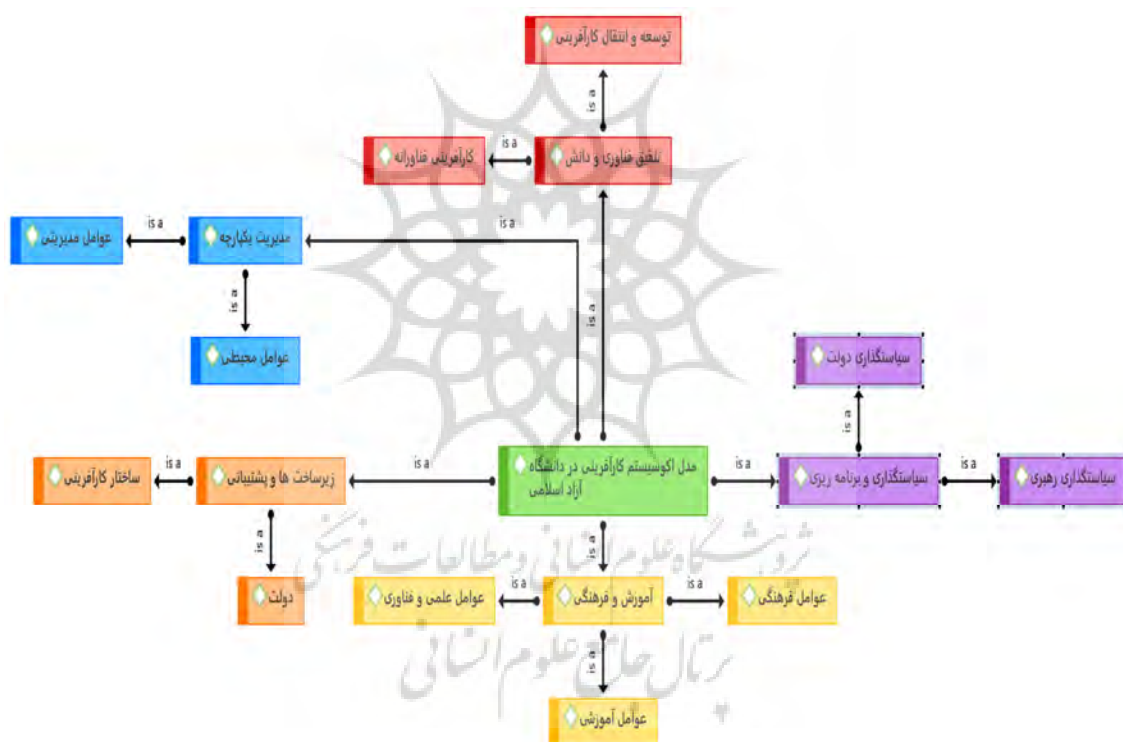 توسعه و انتقال کارآفرینی
is a
کارآفرینی فناورانه
is a
تلفیق فناوری و دانش
عوامل مدیریتی
is a
مدیریت یکپارچه
is a
is a
is a
عوامل محیطی
سیاستگذاری دولت
is a
ساختار کارآفرینی
is a
زیرساخت ها و پشتیبانی
is a
مدل اکوسیستم کارآفرینی در دانشگاه
آزاد اسلامی
is a
سیاستگذاری و برنامه ریزی
is a
سیاستگذاری رهبری
is a
is a
پژوهشگاه علوم انسانی و مطالعات فرهنگی
دولت
عوامل علمی و فناوری
is a
آموزش و فرهنگی
is a
عوامل فرهنگی
is a
پرتال جامع علوم انسانی
عوامل آموزشی